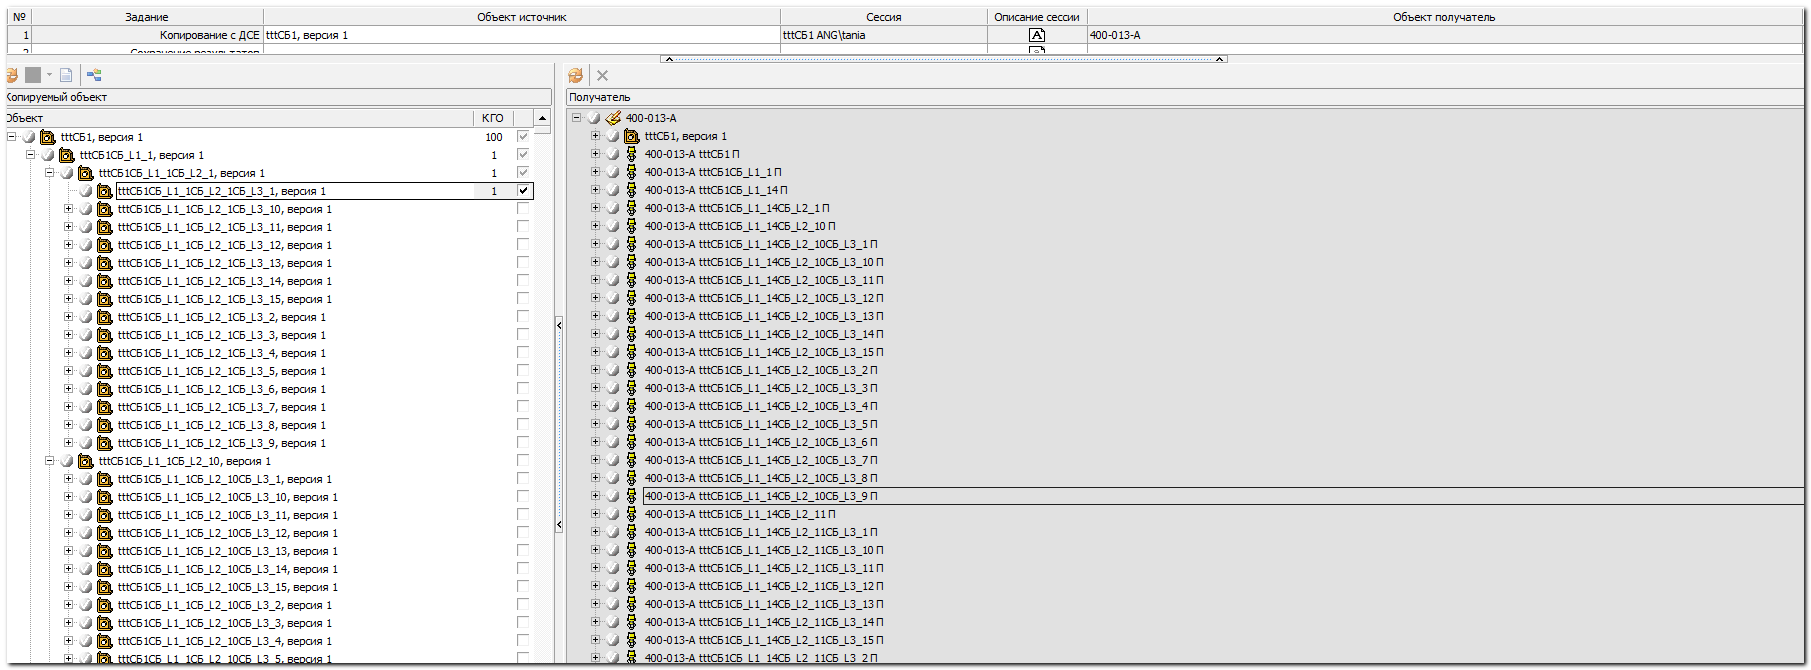 № Задание Объект источник Сессия Описание сессии Объект получатель
1 Копирование с ДСЕ tttСБ1, версия 1 tttСБ1 ANG\tania A 400-013-А
2 Сохранение результатов
Копируемый объект
Объект КГО
tttСБ1, версия 1 100
tttСБ1СБ_L1_1, версия 1 1
tttСБ1СБ_L1_1СБ_L2_1, версия 1 1
tttСБ1СБ_L1_1СБ_L2_1СБ_L3_1, версия 1 1
tttСБ1СБ_L1_1СБ_L2_1СБ_L3_10, версия 1
tttСБ1СБ_L1_1СБ_L2_1СБ_L3_11, версия 1
tttСБ1СБ_L1_1СБ_L2_1СБ_L3_12, версия 1
tttСБ1СБ_L1_1СБ_L2_1СБ_L3_13, версия 1
tttСБ1СБ_L1_1СБ_L2_1СБ_L3_14, версия 1
tttСБ1СБ_L1_1СБ_L2_1СБ_L3_15, версия 1
tttСБ1СБ_L1_1СБ_L2_1СБ_L3_2, версия 1
tttСБ1СБ_L1_1СБ_L2_1СБ_L3_3, версия 1
tttСБ1СБ_L1_1СБ_L2_1СБ_L3_4, версия 1
tttСБ1СБ_L1_1СБ_L2_1СБ_L3_5, версия 1
tttСБ1СБ_L1_1СБ_L2_1СБ_L3_6, версия 1
tttСБ1СБ_L1_1СБ_L2_1СБ_L3_7, версия 1
tttСБ1СБ_L1_1СБ_L2_1СБ_L3_8, версия 1
tttСБ1СБ_L1_1СБ_L2_1СБ_L3_9, версия 1
tttСБ1СБ_L1_1СБ_L2_10, версия 1
tttСБ1СБ_L1_1СБ_L2_10СБ_L3_1, версия 1
tttСБ1СБ_L1_1СБ_L2_10СБ_L3_10, версия 1
tttСБ1СБ_L1_1СБ_L2_10СБ_L3_11, версия 1
tttСБ1СБ_L1_1СБ_L2_10СБ_L3_12, версия 1
tttСБ1СБ_L1_1СБ_L2_10СБ_L3_13, версия 1
tttСБ1СБ_L1_1СБ_L2_10СБ_L3_14, версия 1
tttСБ1СБ_L1_1СБ_L2_10СБ_L3_15, версия 1
tttСБ1СБ_L1_1СБ_L2_10СБ_L3_2, версия 1
tttСБ1СБ_L1_1СБ_L2_10СБ_L3_3, версия 1
tttСБ1СБ_L1_1СБ_L2_10СБ_L3_4, версия 1
tttСБ1СБ_L1_1СБ_L2_10СБ_L3_5, версия 1
Получатель
400-013-А
tttСБ1, версия 1
400-013-А tttСБ1 П
400-013-А tttСБ1СБ_L1_1 П
400-013-А tttСБ1СБ_L1_14 П
400-013-А tttСБ1СБ_L1_14СБ_L2_1 П
400-013-А tttСБ1СБ_L1_14СБ_L2_10 П
400-013-А tttСБ1СБ_L1_14СБ_L2_10СБ_L3_1 П
400-013-А tttСБ1СБ_L1_14СБ_L2_10СБ_L3_10 П
400-013-А tttСБ1СБ_L1_14СБ_L2_10СБ_L3_11 П
400-013-А tttСБ1СБ_L1_14СБ_L2_10СБ_L3_12 П
400-013-А tttСБ1СБ_L1_14СБ_L2_10СБ_L3_13 П
400-013-А tttСБ1СБ_L1_14СБ_L2_10СБ_L3_14 П
400-013-А tttСБ1СБ_L1_14СБ_L2_10СБ_L3_15 П
400-013-А tttСБ1СБ_L1_14СБ_L2_10СБ_L3_2 П
400-013-А tttСБ1СБ_L1_14СБ_L2_10СБ_L3_3 П
400-013-А tttСБ1СБ_L1_14СБ_L2_10СБ_L3_4 П
400-013-А tttСБ1СБ_L1_14СБ_L2_10СБ_L3_5 П
400-013-А tttСБ1СБ_L1_14СБ_L2_10СБ_L3_6 П
400-013-А tttСБ1СБ_L1_14СБ_L2_10СБ_L3_7 П
400-013-А tttСБ1СБ_L1_14СБ_L2_10СБ_L3_8 П
400-013-А tttСБ1СБ_L1_14СБ_L2_10СБ_L3_9 П
400-013-А tttСБ1СБ_L1_14СБ_L2_11 П
400-013-А tttСБ1СБ_L1_14СБ_L2_11СБ_L3_1 П
400-013-А tttСБ1СБ_L1_14СБ_L2_11СБ_L3_10 П
400-013-А tttСБ1СБ_L1_14СБ_L2_11СБ_L3_11 П
400-013-А tttСБ1СБ_L1_14СБ_L2_11СБ_L3_12 П
400-013-А tttСБ1СБ_L1_14СБ_L2_11СБ_L3_13 П
400-013-А tttСБ1СБ_L1_14СБ_L2_11СБ_L3_14 П
400-013-А tttСБ1СБ_L1_14СБ_L2_11СБ_L3_15 П
400-013-А tttСБ1СБ_L1_14СБ_L2_11СБ_L3_2 П